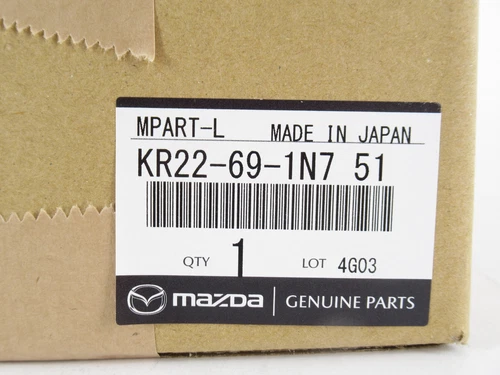 MPART-L MADE IN JAPAN
KR22-69-1N7 51
QTY 1 LOT 4G03
mazda GENUINE PARTS